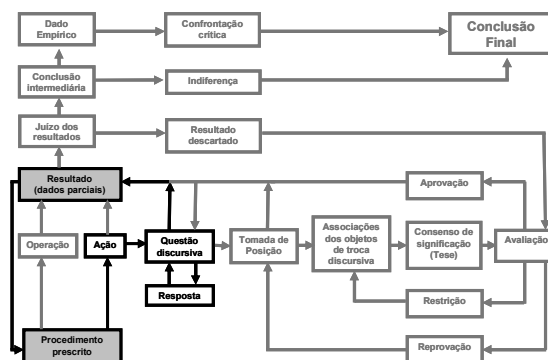 Dado
Empírico
Confrontação
crítica
Conclusão
Final
Conclusão
intermediária
Indiferença
Juízo dos
resultados
Resultado
descartado
Resultado
(dados parciais)
Aprovação
Operação
Ação
Questão
discursiva
Tomada de
Posição
Associações
dos objetos
de troca
discursiva
Consenso de
significação
(Tese)
Avaliação
Resposta
Restrição
Procedimento
prescrito
Reprovação